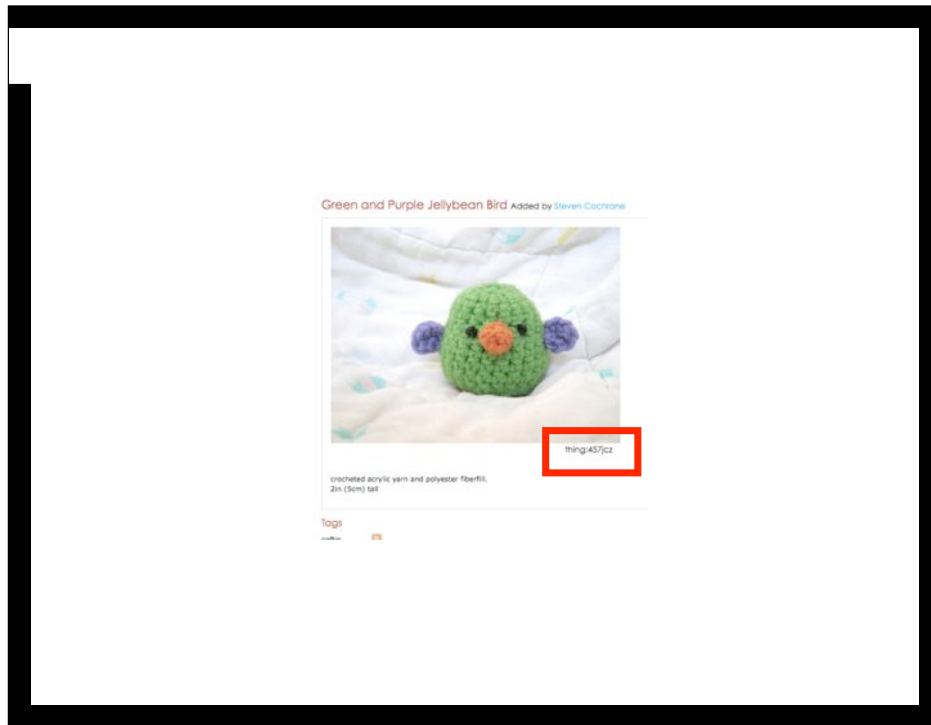 Green and Purple Jellybean Bird Added by Steven Cochrane
thing:457jcz
crocheted acrylic yarn and polyester fiberfill.
2in (5cm) tall
Tags